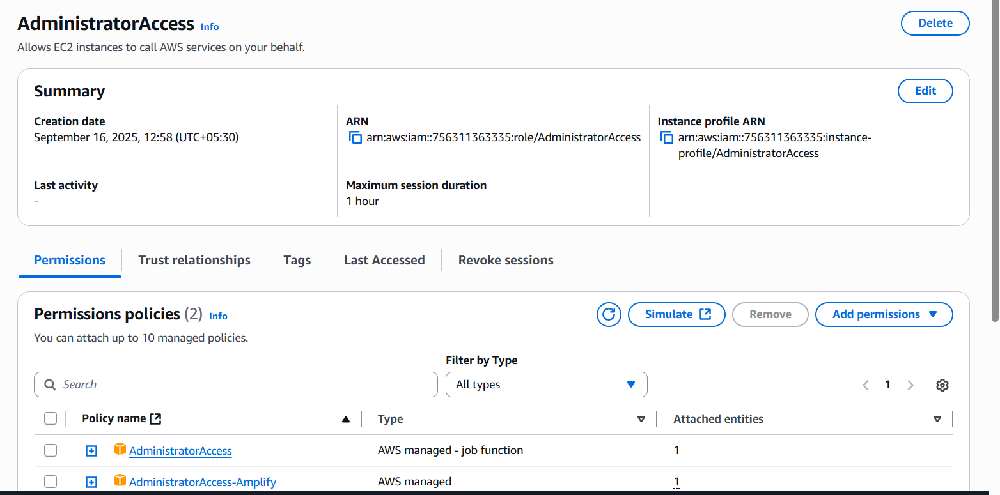 AdministratorAccess Info
Delete
Allows EC2 instances to call AWS services on your behalf.
Summary
Edit
Creation date
September 16, 2025, 12:58 (UTC+05:30)
ARN
arn:aws:iam::756311363335:role/AdministratorAccess
Instance profile ARN
arn:aws:iam::756311363335:instance-
profile/AdministratorAccess
Last activity
-
Maximum session duration
1 hour
Permissions
Trust relationships
Tags
Last Accessed
Revoke sessions
Permissions policies (2) Info
Simulate
Remove
Add permissions
You can attach up to 10 managed policies.
Filter by Type
Search
All types
1
Policy name
Type
Attached entities
AdministratorAccess
AWS managed - job function
1
AdministratorAccess-Amplify
AWS managed
1